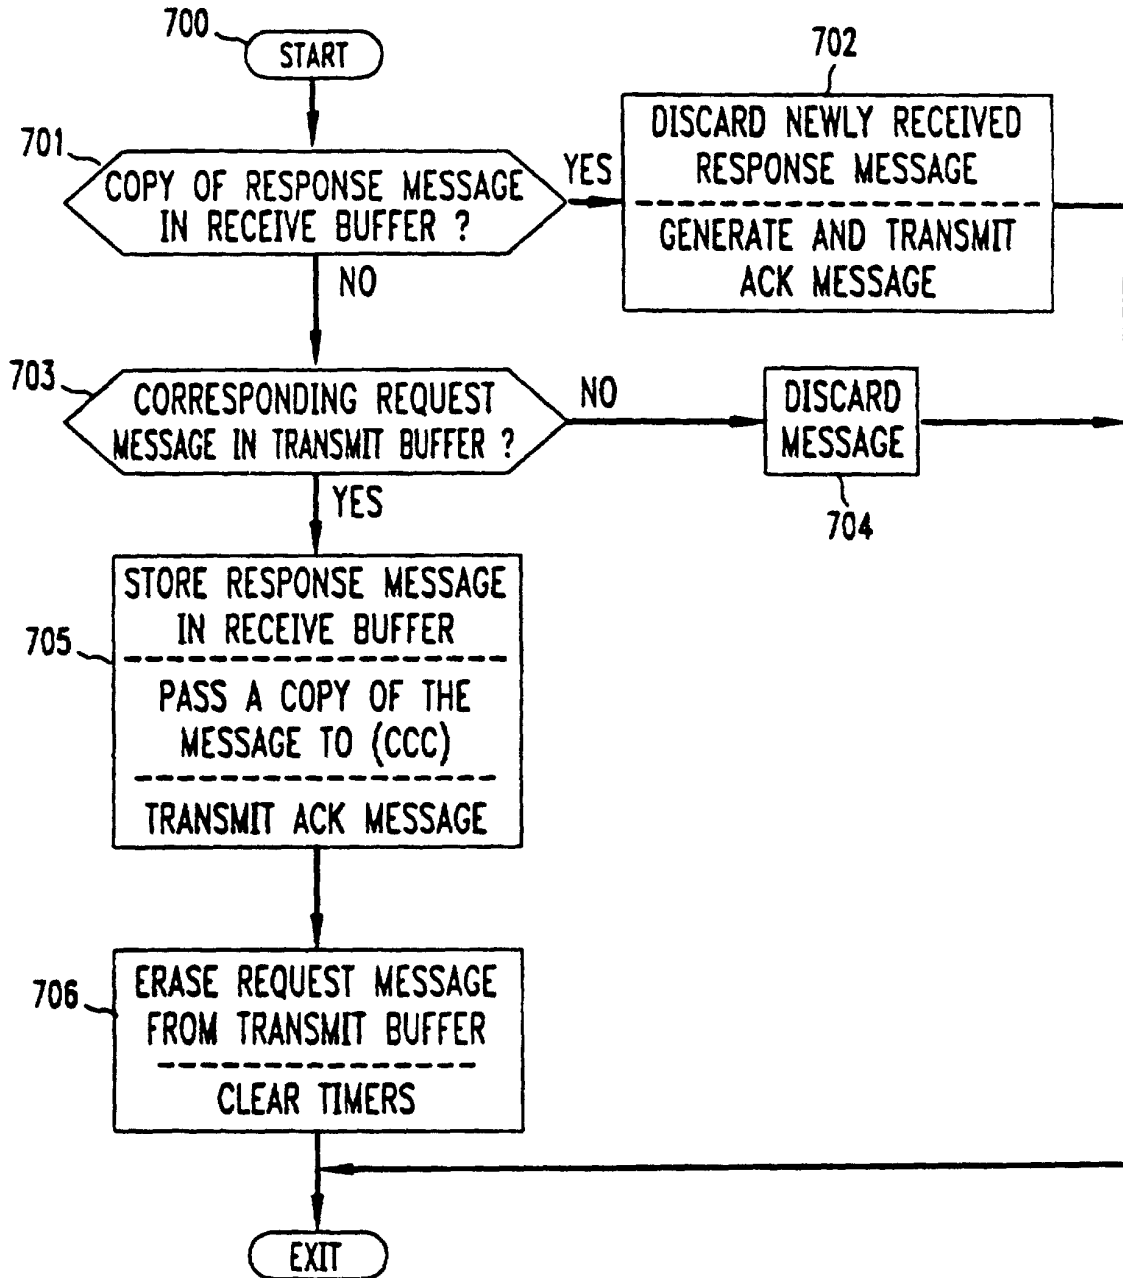 700
START
701
COPY OF RESPONSE MESSAGE
IN RECEIVE BUFFER ?
YES
702
DISCARD NEWLY RECEIVED
RESPONSE MESSAGE
GENERATE AND TRANSMIT
ACK MESSAGE
NO
703
CORRESPONDING REQUEST
MESSAGE IN TRANSMIT BUFFER ?
NO
DISCARD
MESSAGE
704
YES
705
STORE RESPONSE MESSAGE
IN RECEIVE BUFFER
PASS A COPY OF THE
MESSAGE TO (CCC)
TRANSMIT ACK MESSAGE
706
ERASE REQUEST MESSAGE
FROM TRANSMIT BUFFER
CLEAR TIMERS
EXIT